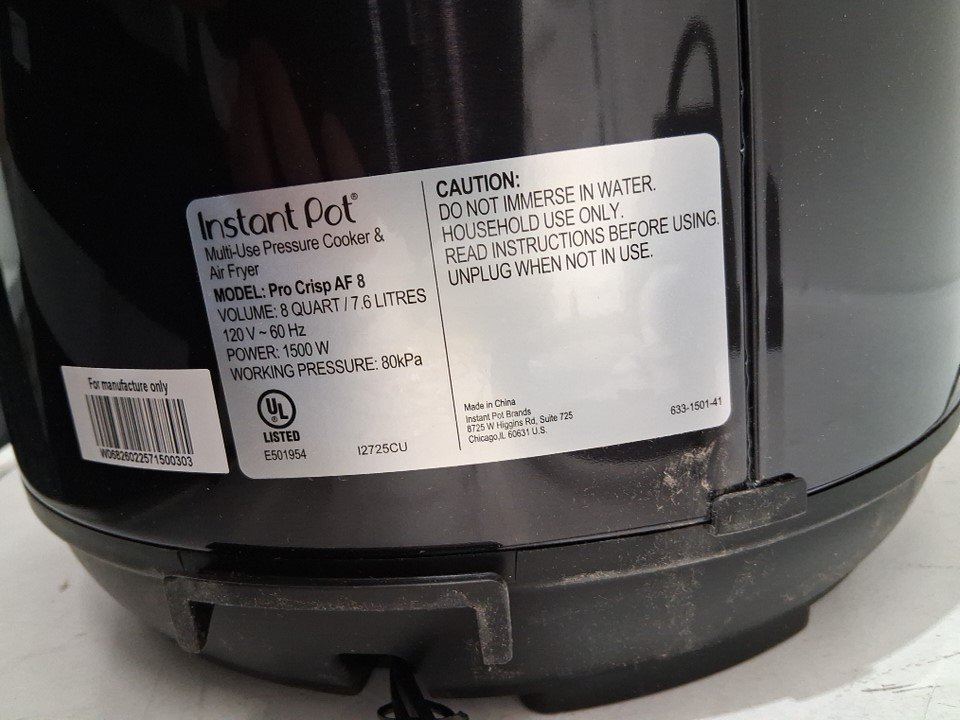 Instant Pot®
Multi-Use Pressure Cooker &
Air Fryer
MODEL: Pro Crisp AF 8
VOLUME: 8 QUART / 7.6 LITRES
120 V ~ 60 Hz
POWER: 1500 W
WORKING PRESSURE: 80kPa
UL ®
LISTED
E501954
I2725CU
CAUTION:
DO NOT IMMERSE IN WATER.
HOUSEHOLD USE ONLY.
READ INSTRUCTIONS BEFORE USING.
UNPLUG WHEN NOT IN USE.
Made in China
Instant Pot Brands
8725 W Higgins Rd, Suite 725
Chicago,IL 60631 U.S.
633-1501-41
For manufacture only
W06826022571500303